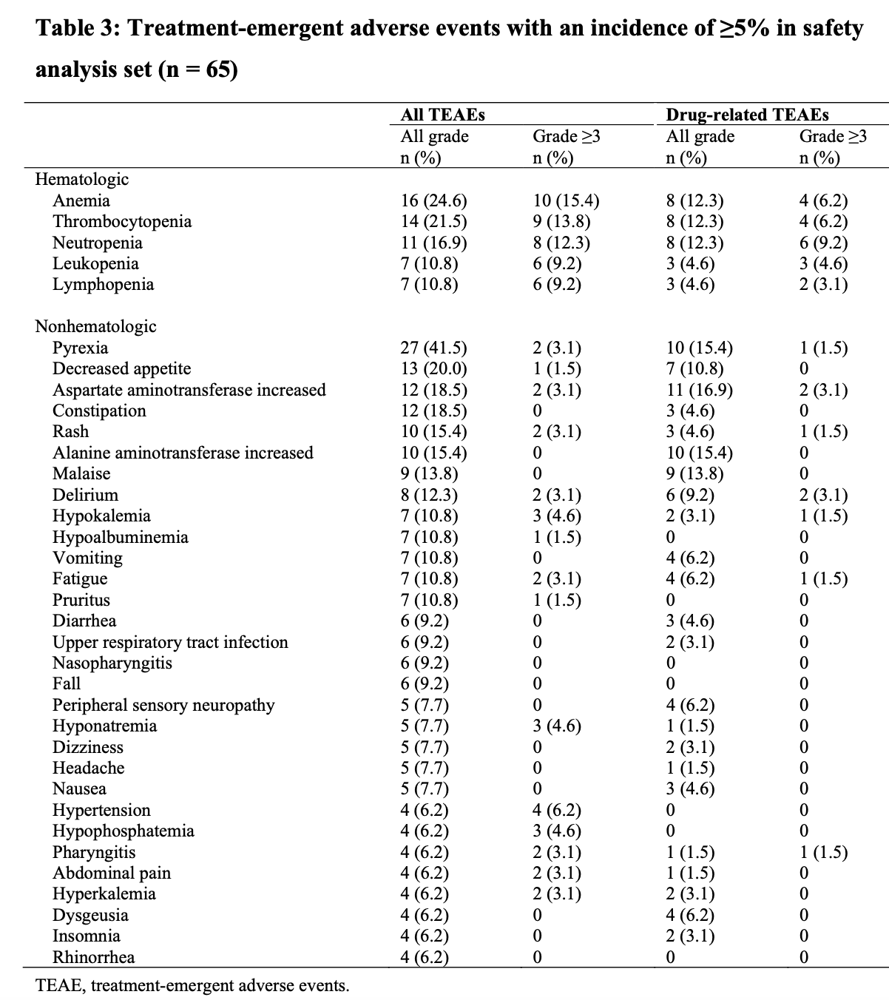 Table 3: Treatment-emergent adverse events with an incidence of ≥5% in safety
analysis set (n = 65)
All TEAEs Drug-related TEAEs
All grade Grade ≥3 All grade Grade ≥3
n (%) n (%) n (%) n (%)
Hematologic
Anemia 16 (24.6) 10 (15.4) 8 (12.3) 4 (6.2)
Thrombocytopenia 14 (21.5) 9 (13.8) 8 (12.3) 4 (6.2)
Neutropenia 11 (16.9) 8 (12.3) 8 (12.3) 6 (9.2)
Leukopenia 7 (10.8) 6 (9.2) 3 (4.6) 3 (4.6)
Lymphopenia 7 (10.8) 6 (9.2) 3 (4.6) 2 (3.1)
Nonhematologic
Pyrexia 27 (41.5) 2 (3.1) 10 (15.4) 1 (1.5)
Decreased appetite 13 (20.0) 1 (1.5) 7 (10.8) 0
Aspartate aminotransferase increased 12 (18.5) 2 (3.1) 11 (16.9) 2 (3.1)
Constipation 12 (18.5) 0 3 (4.6) 0
Rash 10 (15.4) 2 (3.1) 3 (4.6) 1 (1.5)
Alanine aminotransferase increased 10 (15.4) 0 10 (15.4) 0
Malaise 9 (13.8) 0 9 (13.8) 0
Delirium 8 (12.3) 2 (3.1) 6 (9.2) 2 (3.1)
Hypokalemia 7 (10.8) 3 (4.6) 2 (3.1) 1 (1.5)
Hypoalbuminemia 7 (10.8) 1 (1.5) 0 0
Vomiting 7 (10.8) 0 4 (6.2) 0
Fatigue 7 (10.8) 2 (3.1) 4 (6.2) 1 (1.5)
Pruritus 7 (10.8) 1 (1.5) 0 0
Diarrhea 6 (9.2) 0 3 (4.6) 0
Upper respiratory tract infection 6 (9.2) 0 2 (3.1) 0
Nasopharyngitis 6 (9.2) 0 0 0
Fall 6 (9.2) 0 0 0
Peripheral sensory neuropathy 5 (7.7) 0 4 (6.2) 0
Hyponatremia 5 (7.7) 3 (4.6) 1 (1.5) 0
Dizziness 5 (7.7) 0 2 (3.1) 0
Headache 5 (7.7) 0 1 (1.5) 0
Nausea 5 (7.7) 0 3 (4.6) 0
Hypertension 4 (6.2) 4 (6.2) 0 0
Hypophosphatemia 4 (6.2) 3 (4.6) 0 0
Pharyngitis 4 (6.2) 2 (3.1) 1 (1.5) 1 (1.5)
Abdominal pain 4 (6.2) 2 (3.1) 1 (1.5) 0
Hyperkalemia 4 (6.2) 2 (3.1) 2 (3.1) 0
Dysgeusia 4 (6.2) 0 4 (6.2) 0
Insomnia 4 (6.2) 0 2 (3.1) 0
Rhinorrhea 4 (6.2) 0 0 0
TEAE, treatment-emergent adverse events.